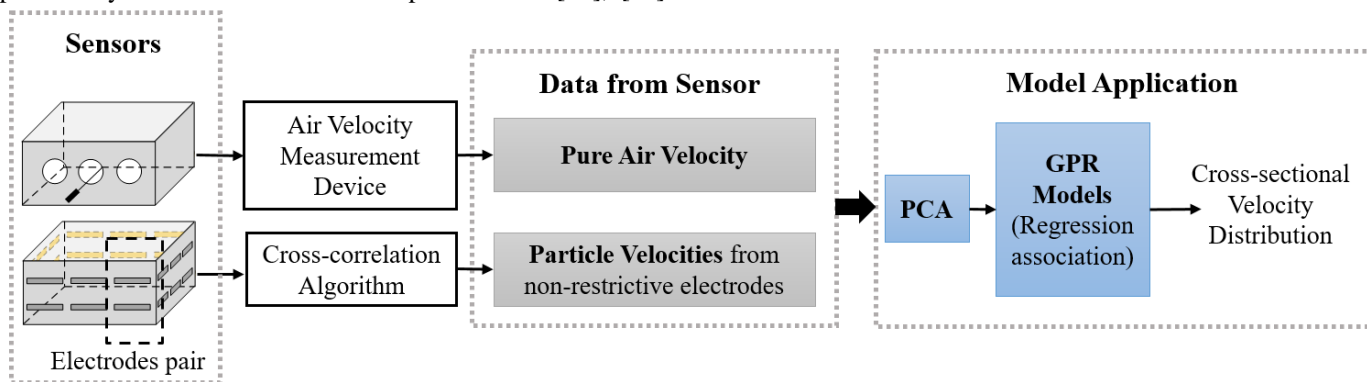 Sensors
Electrodes pair
Air Velocity
Measurement
Device
Cross-correlation
Algorithm
Data from Sensor
Pure Air Velocity
Particle Velocities from
non-restrictive electrodes
Model Application
PCA
GPR
Models
(Regression
association)
Cross-sectional
Velocity
Distribution